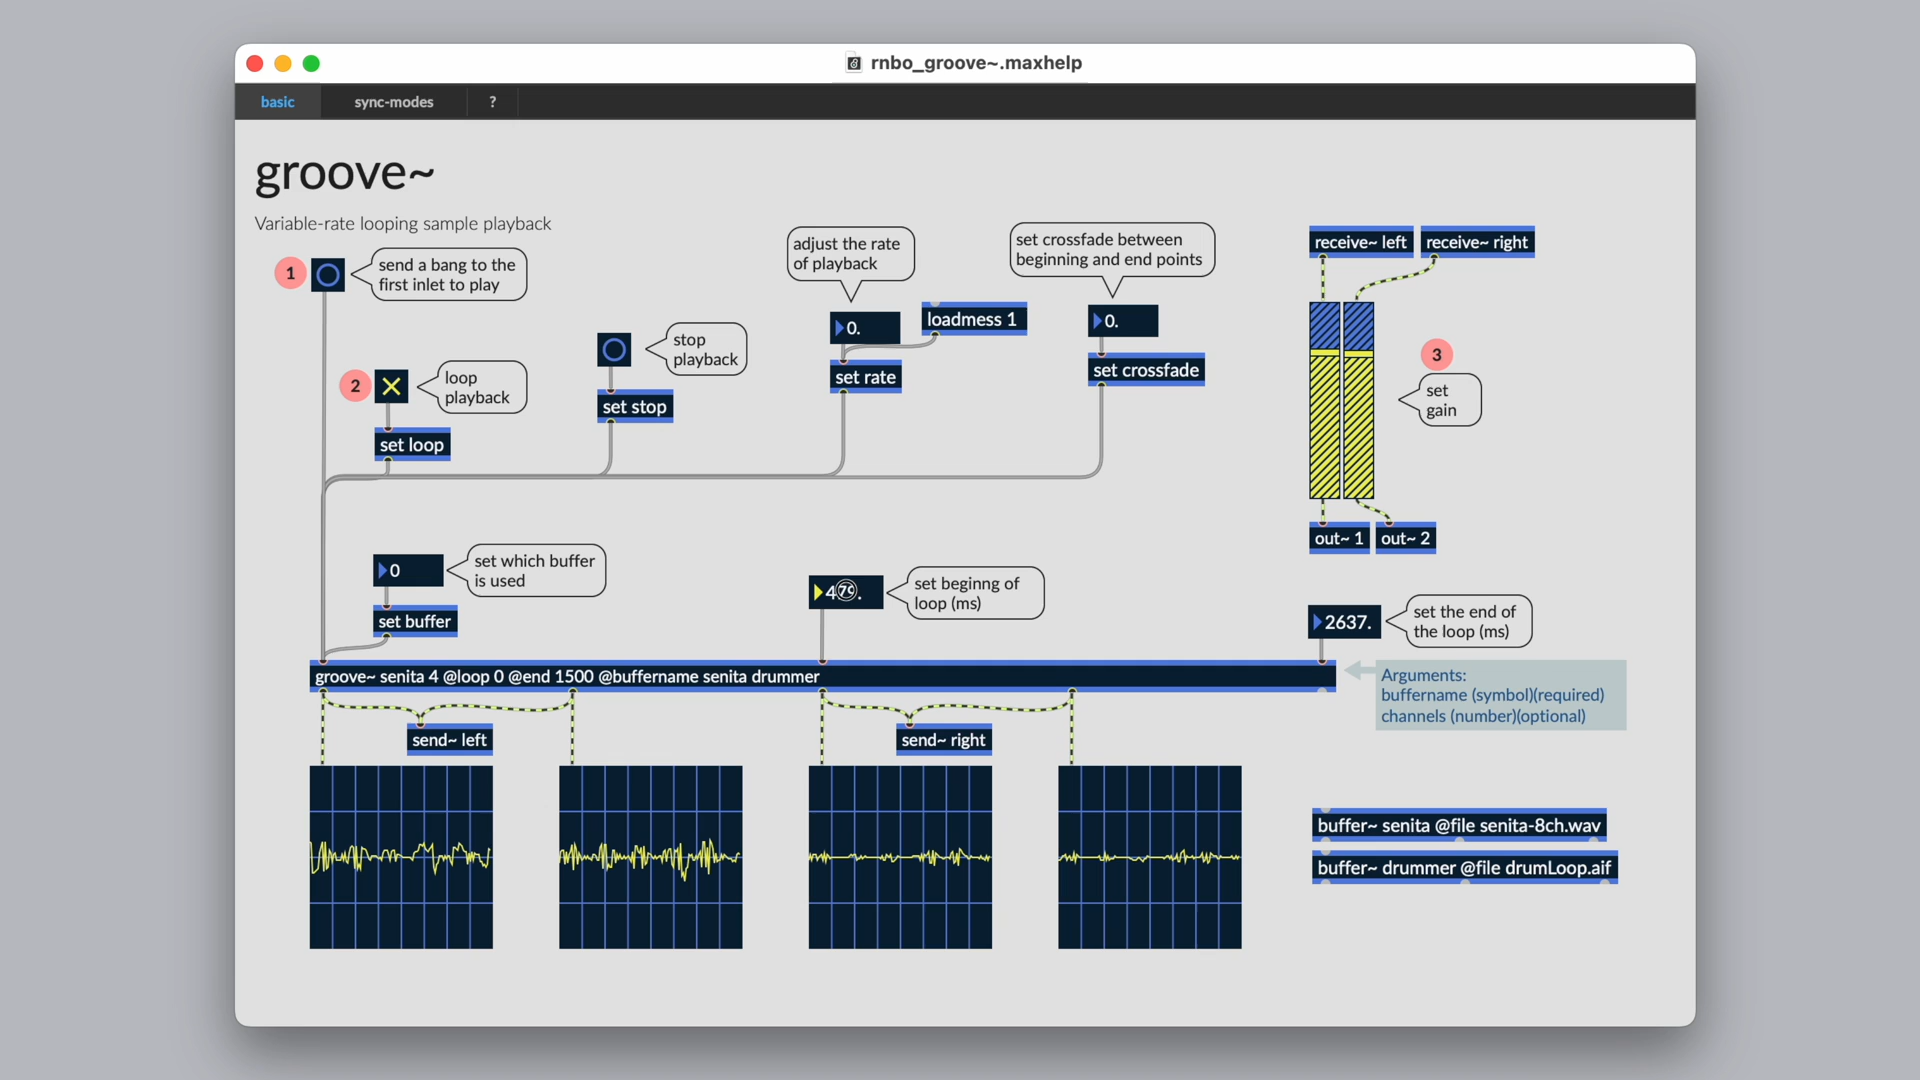 rnbo_groove~.maxhelp
basic
sync-modes
?
groove~
Variable-rate looping sample playback
1
send a bang to the
first inlet to play
2
loop
playback
set loop
stop
playback
set stop
adjust the rate
of playback
0.
loadmess 1
set rate
set crossfade between
beginning and end points
0.
set crossfade
receive~ left
receive~ right
3
set
gain
out~ 1
out~ 2
0
set which buffer
is used
set buffer
set beginng of
loop (ms)
2637.
set the end of
the loop (ms)
groove~ senita 4 @loop 0 @end 1500 @buffername senita drummer
Arguments:
buffername (symbol)(required)
channels (number)(optional)
send~ left
send~ right
buffer~ senita @file senita-8ch.wav
buffer~ drummer @file drumLoop.aif